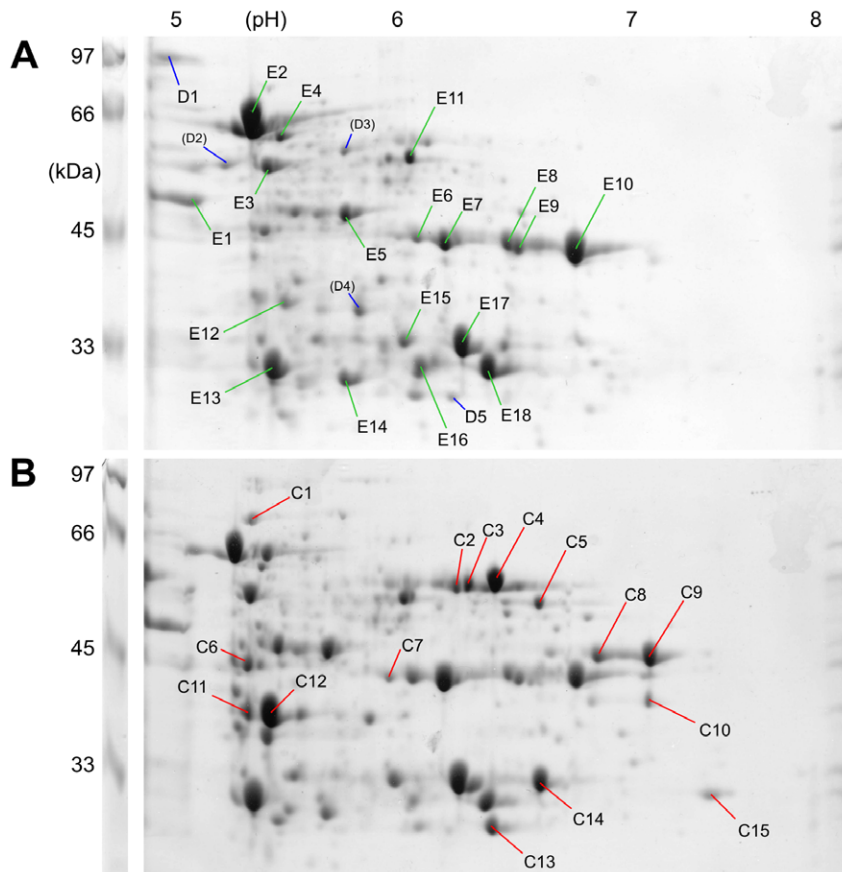 5 (pH) 6 7 8
A
97
D1
E2
E4
66
E11
(D2)
(D3)
(kDa)
E3
E8
E6
E7
E9
E10
45
E1
E5
(D4)
E12
E15
E17
33
E13
E14
D5
E18
E16
B
97
C1
66
C2
C3
C4
C5
C8
C9
45
C6
C7
C11
C12
C10
33
C14
C15
C13